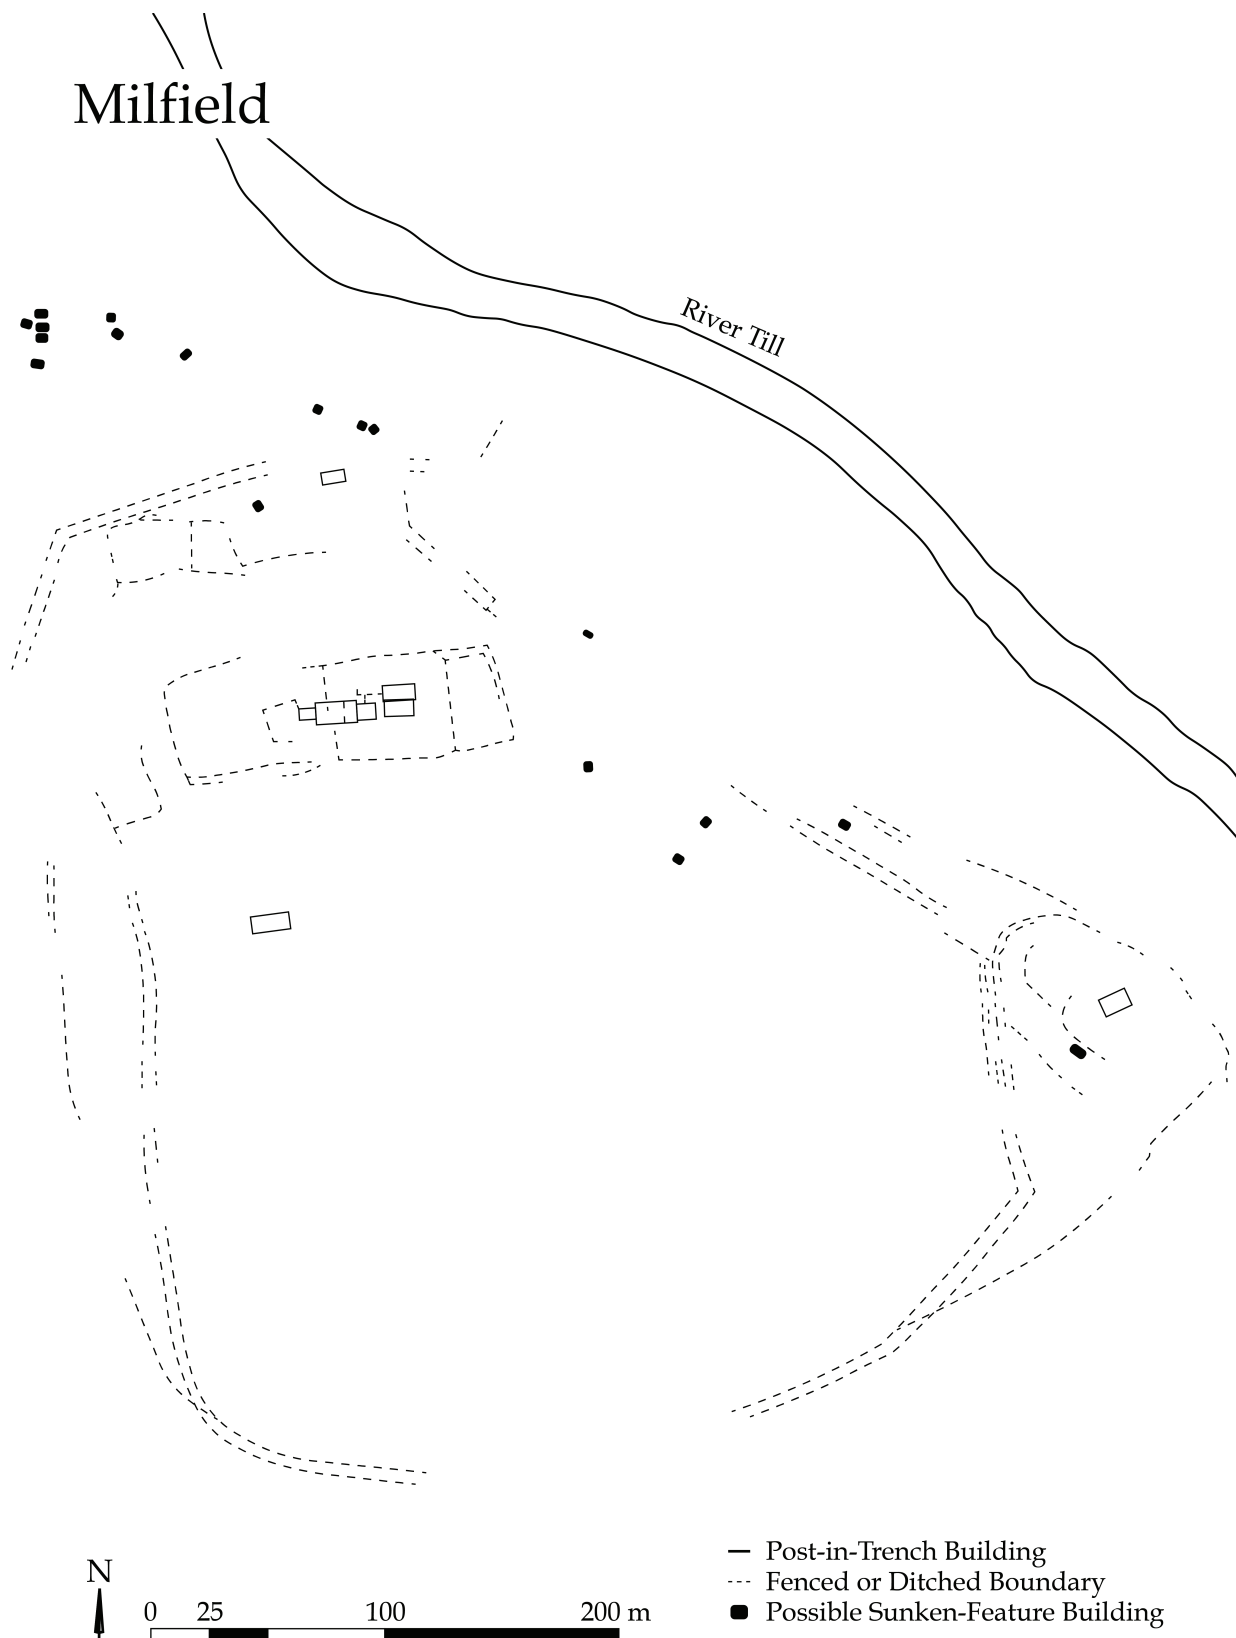 Milfield
River Till
Post-in-Trench Building
Fenced or Ditched Boundary
Possible Sunken-Feature Building
N
0 25 100 200 m